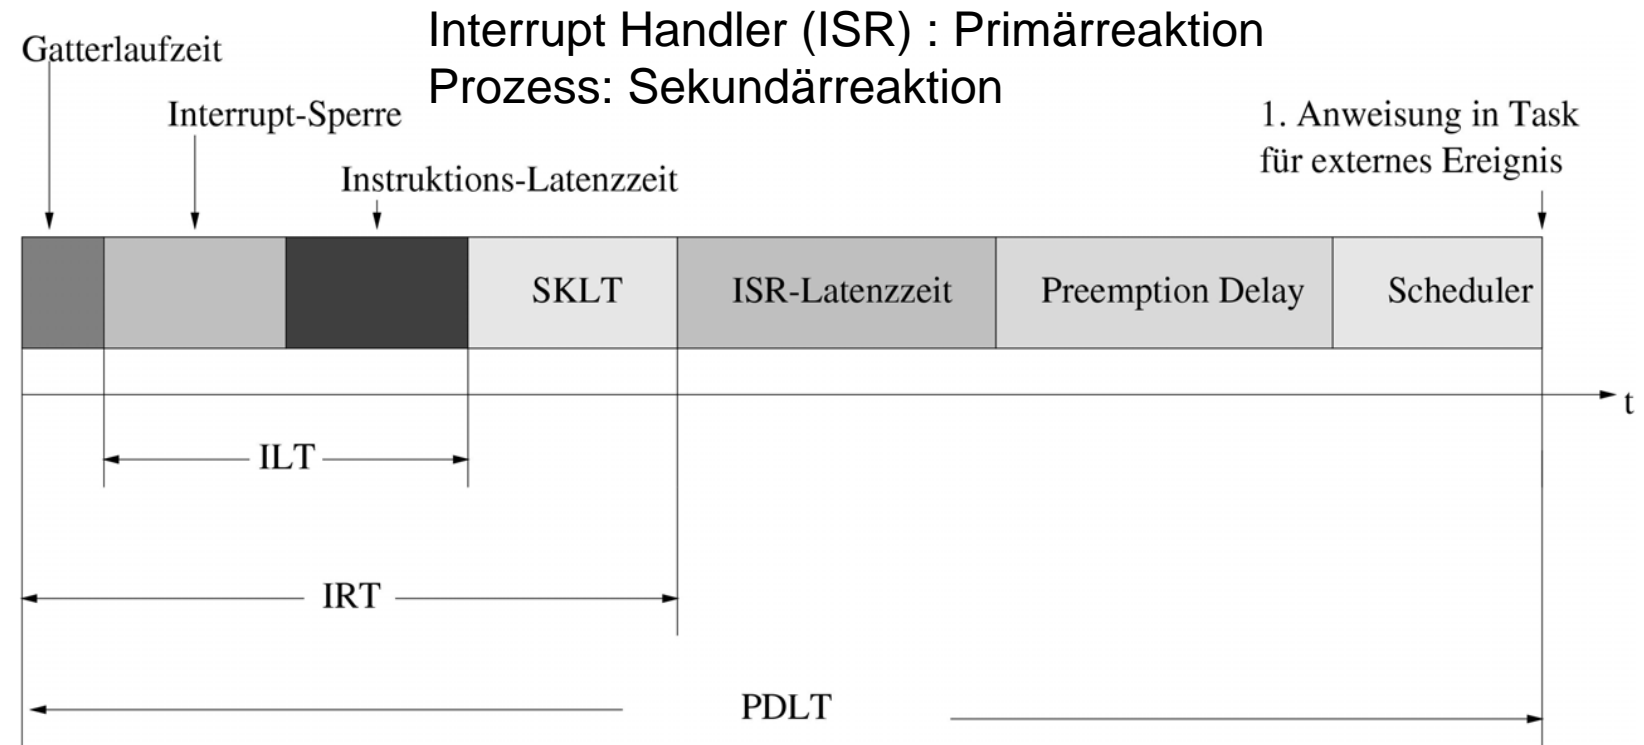 Interrupt Handler (ISR) : Primärreaktion
Prozess: Sekundärreaktion
Gatterlaufzeit
Interrupt-Sperre
Instruktions-Latenzzeit
1. Anweisung in Task
für externes Ereignis
SKLT
ISR-Latenzzeit
Preemption Delay
Scheduler
t
ILT
IRT
PDLT